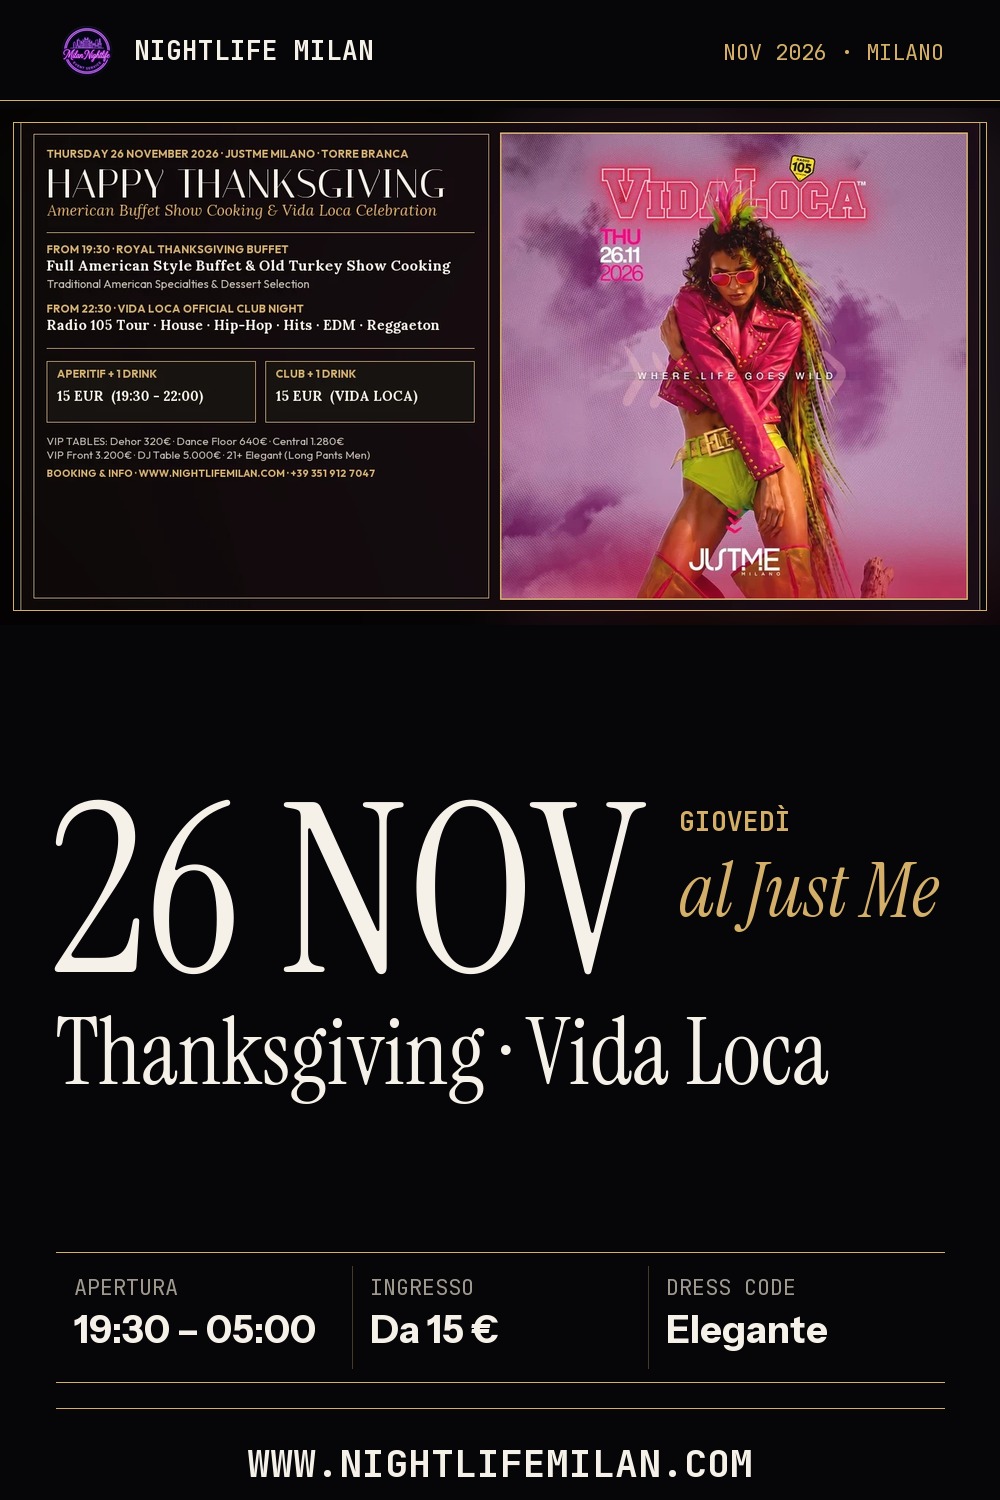 Milan Nightlife
NIGHTLIFE MILAN
NOV 2026 · MILANO
THURSDAY 26 NOVEMBER 2026 · JUSTME MILANO · TORRE BRANCA
HAPPY THANKSGIVING
American Buffet Show Cooking & Vida Loca Celebration
FROM 19:30 · ROYAL THANKSGIVING BUFFET
Full American Style Buffet & Old Turkey Show Cooking
Traditional American Specialties & Dessert Selection
FROM 22:30 · VIDA LOCA OFFICIAL CLUB NIGHT
Radio 105 Tour · House · Hip-Hop · Hits · EDM · Reggaeton
APERITIF + 1 DRINK
15 EUR (19:30 - 22:00)
CLUB + 1 DRINK
15 EUR (VIDA LOCA)
VIP TABLES: Dehor 320€ · Dance Floor 640€ · Central 1.280€
VIP Front 3.200€ · DJ Table 5.000€ · 21+ Elegant (Long Pants Men)
BOOKING & INFO · WWW.NIGHTLIFEMILAN.COM · +39 351 912 7047
105
VIDA LOCA™
THU
26.11
2026
WHERE LIFE GOES WILD
JUSTME
MILANO
26 NOV
GIOVEDÌ
al Just Me
Thanksgiving · Vida Loca
APERTURA
19:30 – 05:00
INGRESSO
Da 15 €
DRESS CODE
Elegante
WWW.NIGHTLIFEMILAN.COM